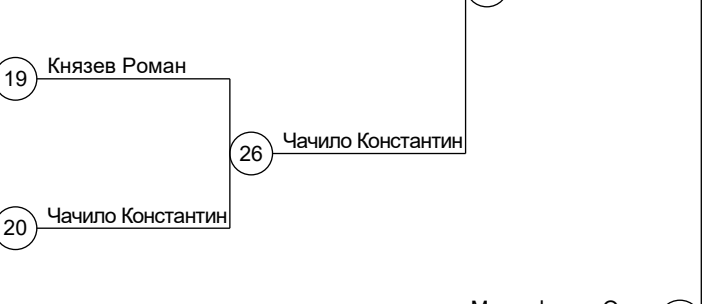 19 Князев Роман
26 Чачило Константин
20 Чачило Константин